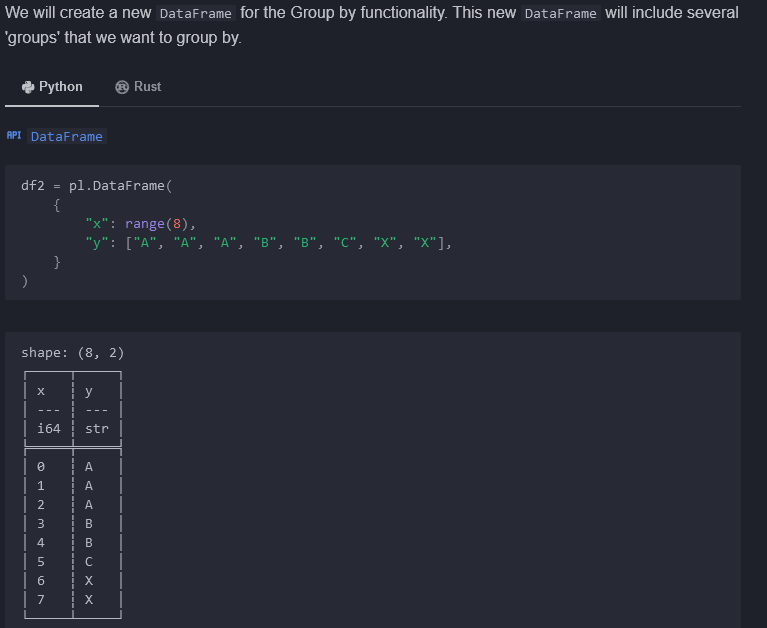 We will create a new DataFrame for the Group by functionality. This new DataFrame will include several
'groups' that we want to group by.
Python Rust
API DataFrame
df2 = pl.DataFrame(
    {
        "x": range(8),
        "y": ["A", "A", "A", "B", "B", "C", "X", "X"],
    }
)
shape: (8, 2)
x y
--- ---
i64 str
0 A
1 A
2 A
3 B
4 B
5 C
6 X
7 X